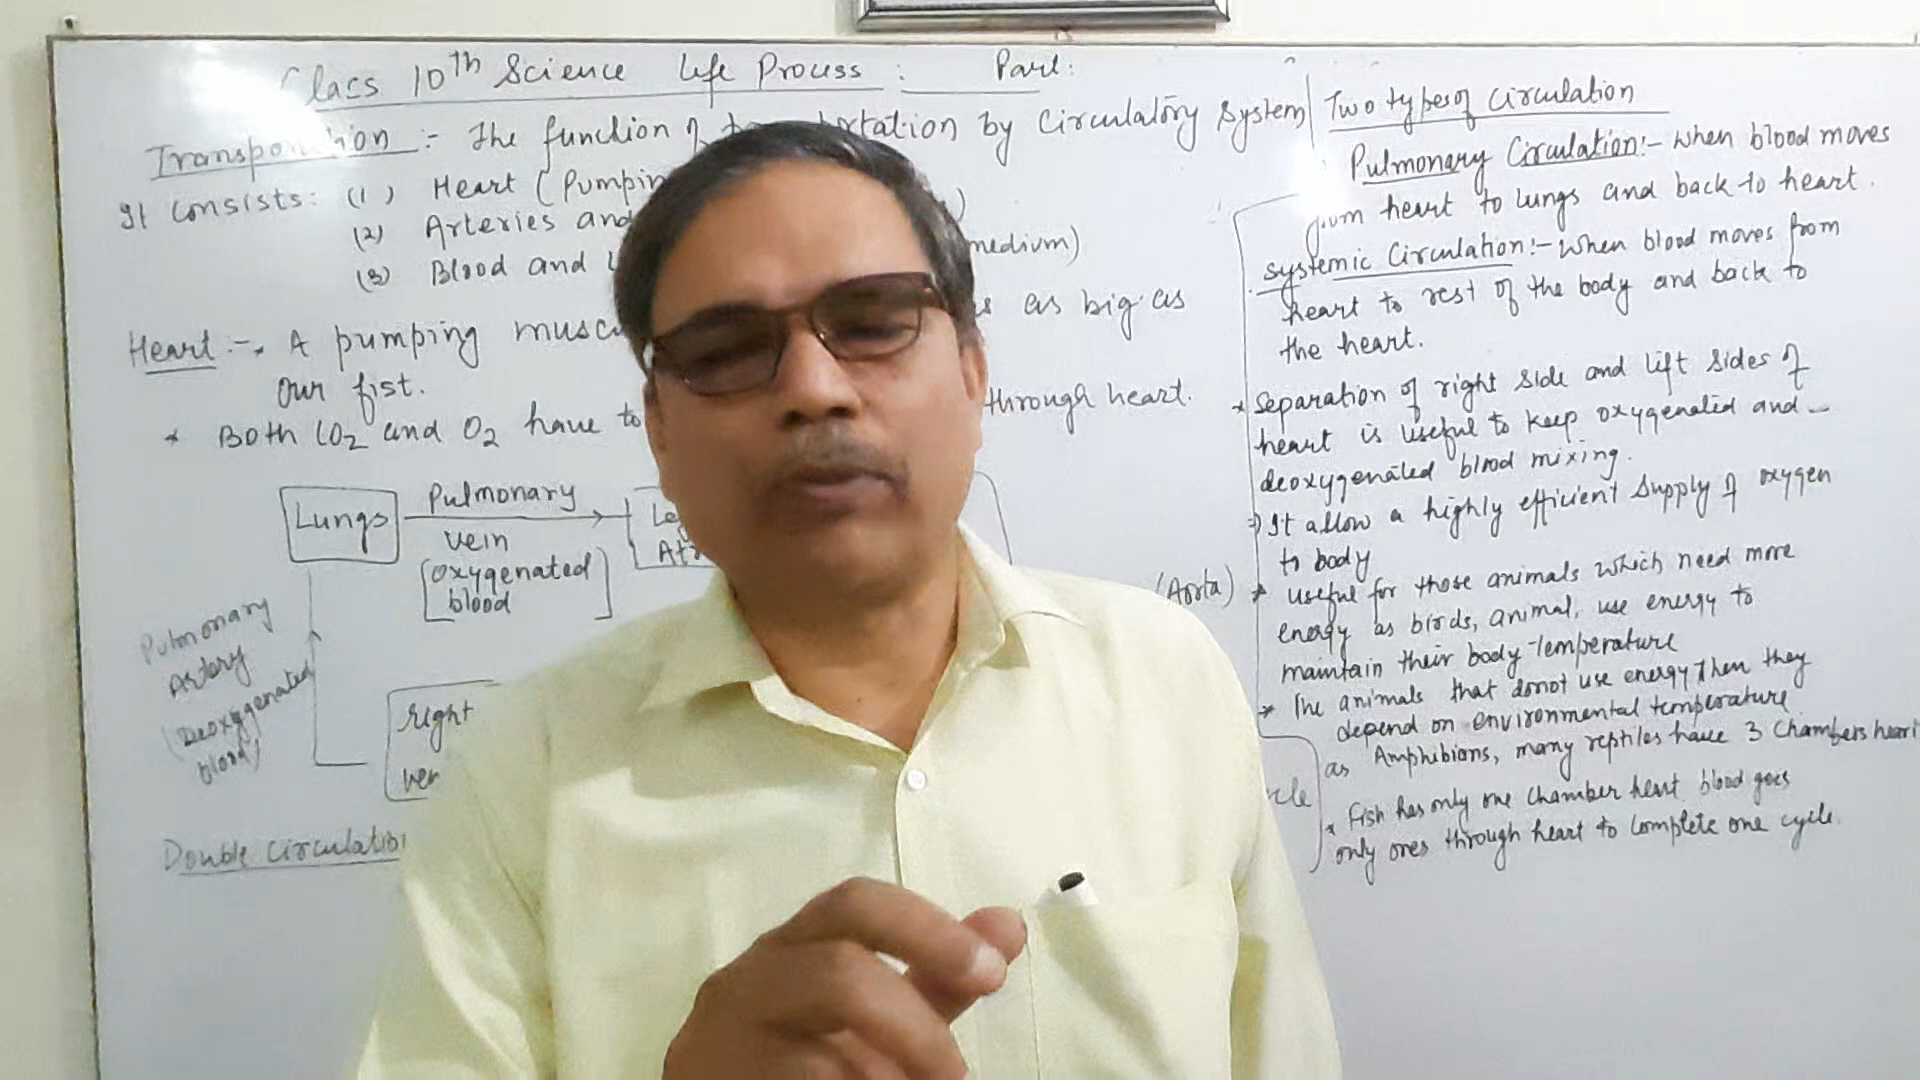 Class 10th Science Life Process : Part:
Transportation :- The function of transportation by Circulatory System
It consists: (1) Heart (Pumping
(2) Arteries and
(3) Blood and medium)
Heart :- A pumping as big as
our fist.
* Both CO2 and O2 have to through heart.
Lungs
Pulmonary
vein
[oxygenated
blood]
Pulmonary
Artery
(Deoxygenated
blood)
right
(Aorta)
Double circulation
Two types of circulation
Pulmonary Circulation:- when blood moves
from heart to lungs and back to heart.
systemic Circulation:- when blood moves from
heart to rest of the body and back to
the heart.
* Separation of right side and lift sides of
heart is useful to keep oxygenated and
deoxygenated blood mixing.
⇒ It allow a highly efficient supply of oxygen
to body
* useful for those animals which need more
energy as birds, animal, use energy to
maintain their body temperature
* The animals that donot use energy then they
depend on environmental temperature
as Amphibions, many reptiles have 3 Chambers heart
* Fish has only one chamber heart blood goes
only ones through heart to complete one cycle.